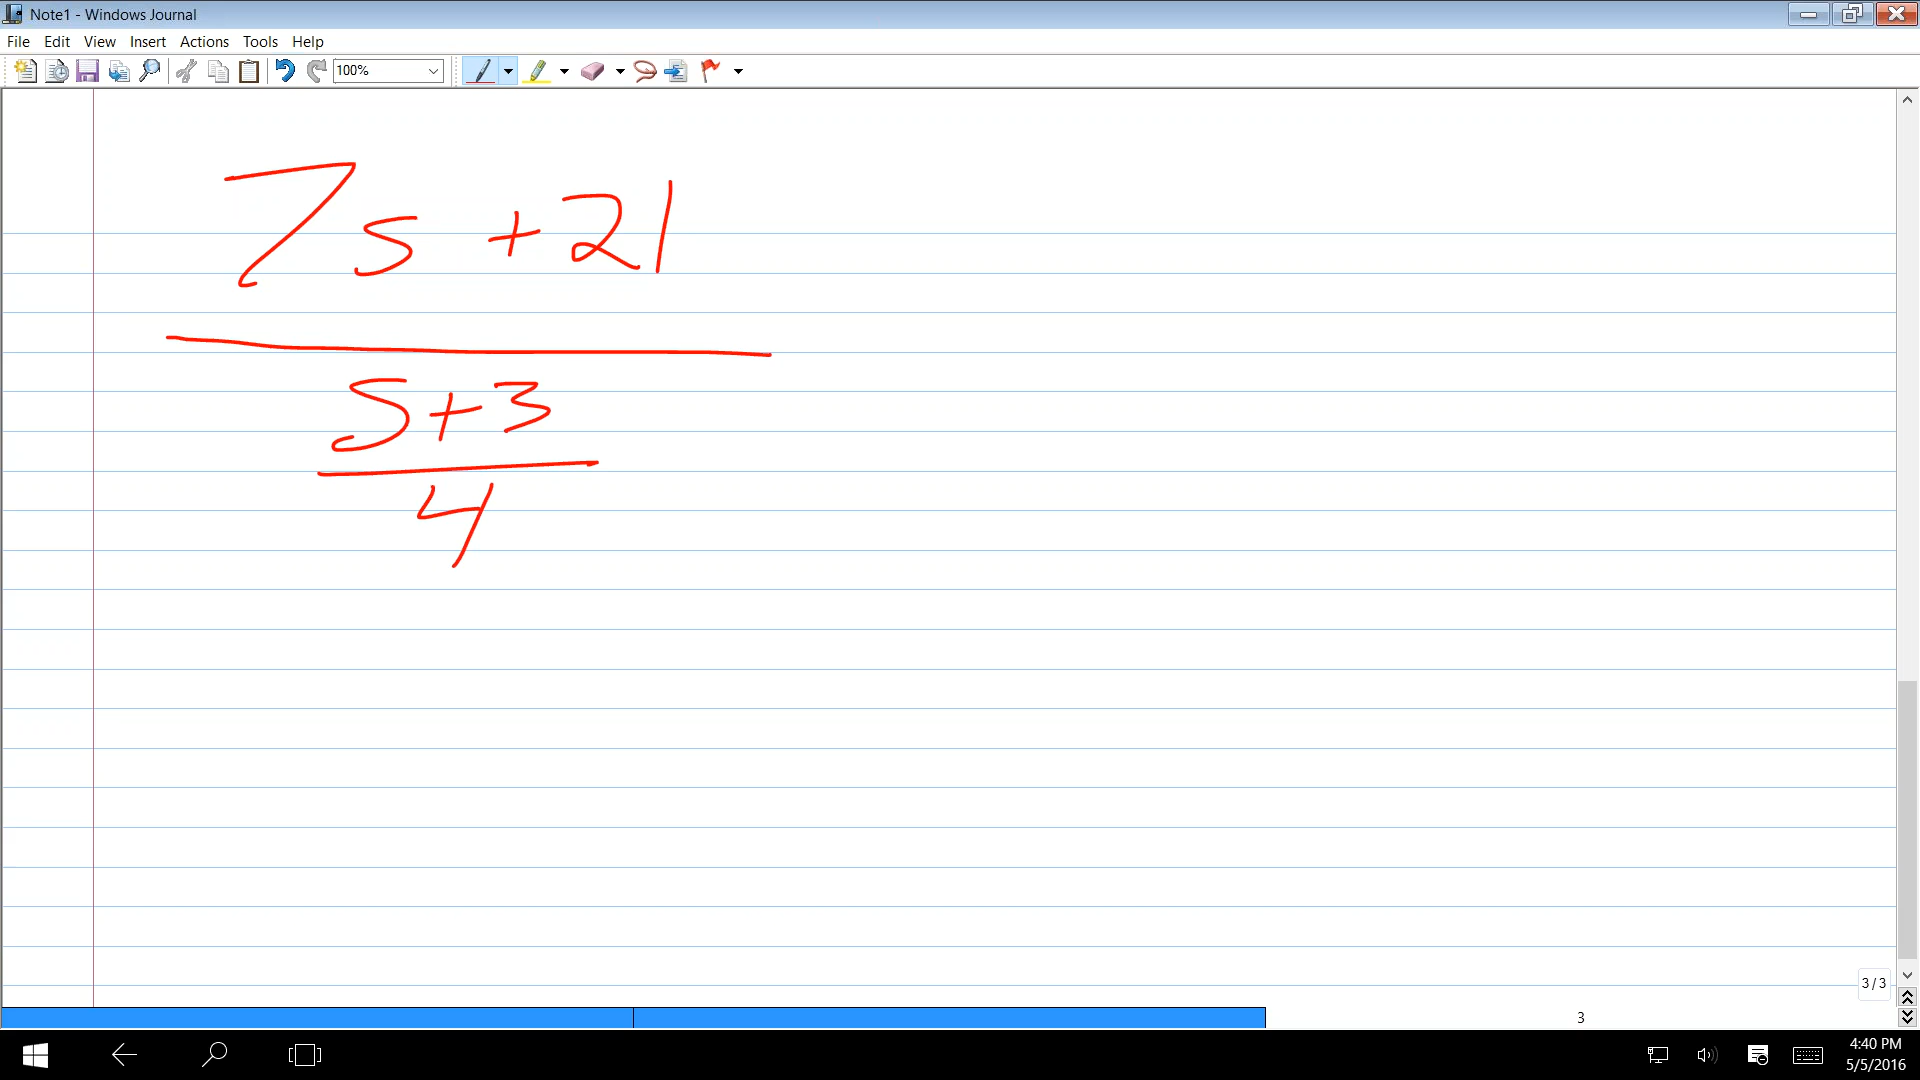 Note1 - Windows Journal
File Edit View Insert Actions Tools Help
100%
7s + 21
s + 3
4
3 / 3
3
4:40 PM
5/5/2016